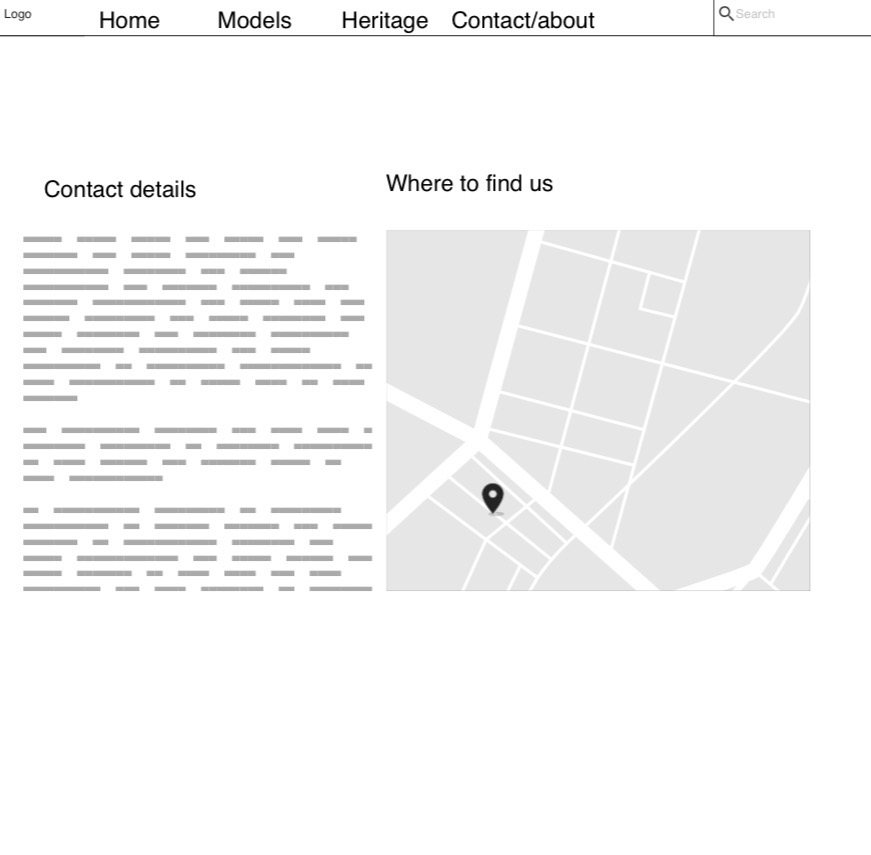 Logo
Home Models Heritage Contact/about
Search
Contact details
Where to find us